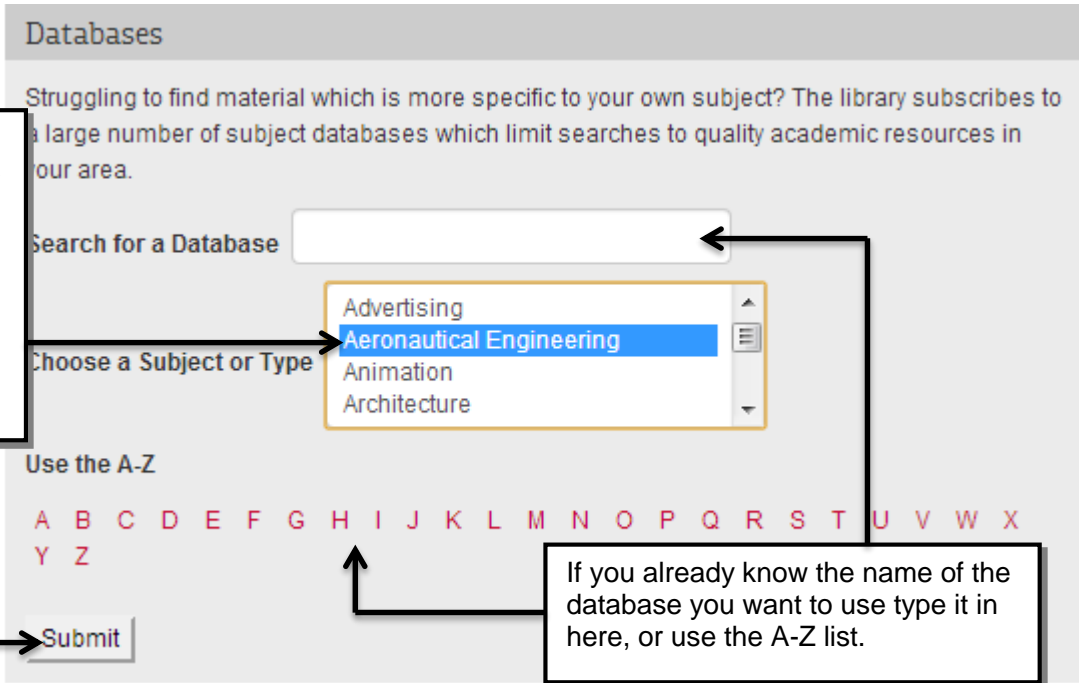 Databases
Struggling to find material which is more specific to your own subject? The library subscribes to
a large number of subject databases which limit searches to quality academic resources in
your area.
Search for a Database
Advertising
Aeronautical Engineering
Animation
Architecture
Choose a Subject or Type
Use the A-Z
A B C D E F G H I J K L M N O P Q R S T U V W X
Y Z
If you already know the name of the
database you want to use type it in
here, or use the A-Z list.
Submit